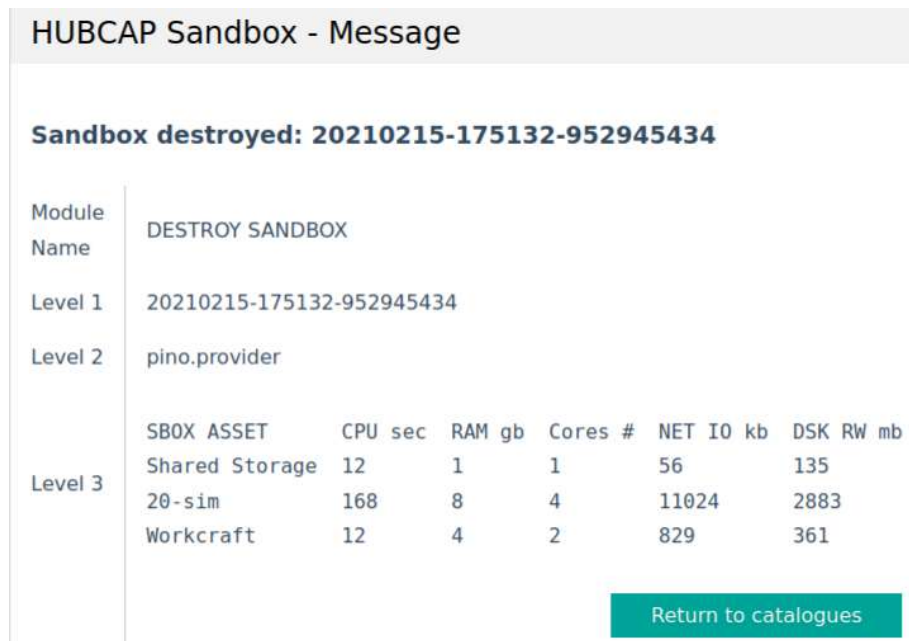 HUBCAP Sandbox - Message
Sandbox destroyed: 20210215-175132-952945434
Module
Name
DESTROY SANDBOX
Level 1 20210215-175132-952945434
Level 2 pino.provider
Level 3
SBOX ASSET CPU sec RAM gb Cores # NET IO kb DSK RW mb
Shared Storage 12 1 1 56 135
20-sim 168 8 4 11024 2883
Workcraft 12 4 2 829 361
Return to catalogues